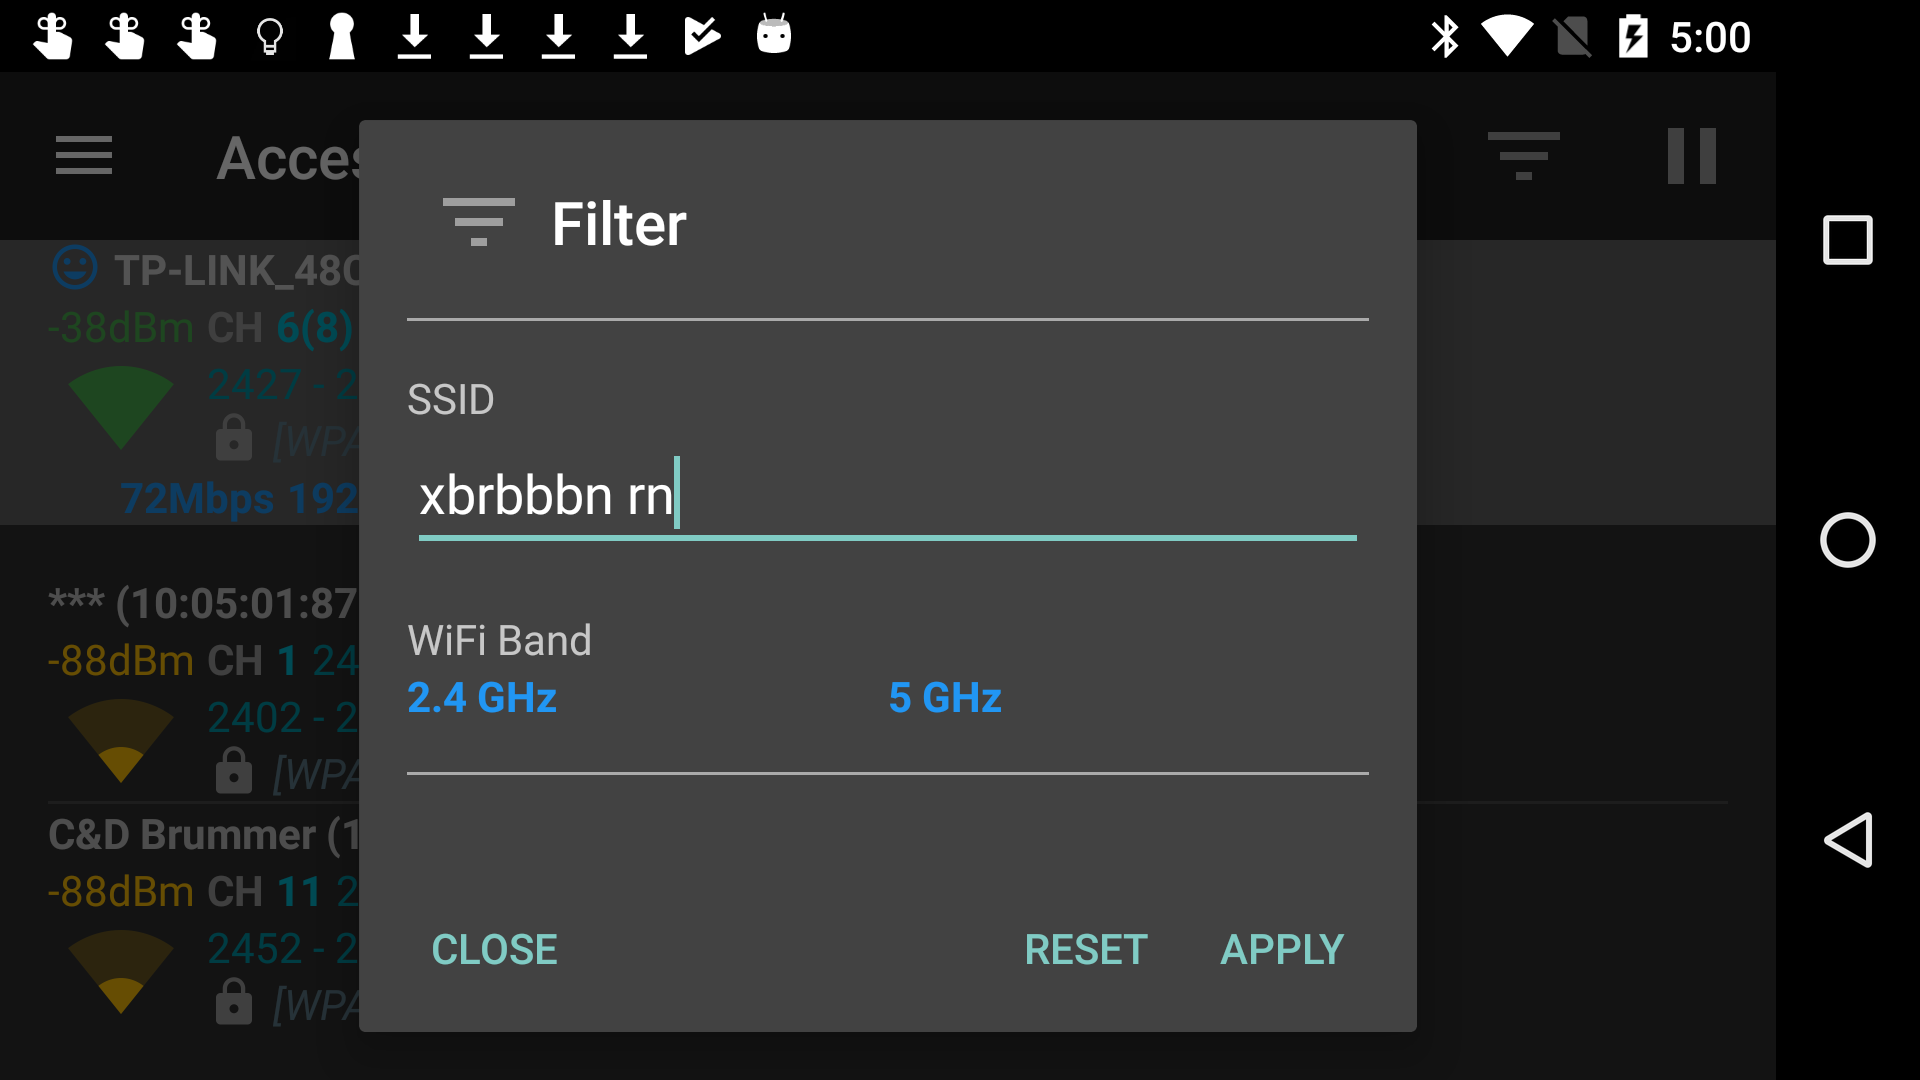 5:00
Acces
Filter
TP-LINK_48C
-38dBm CH 6(8)
2427 - 2
[WPA
72Mbps 192
SSID
xbrbbbn rn
WiFi Band
2.4 GHz 5 GHz
*** (10:05:01:87
-88dBm CH 1 24
2402 - 2
[WPA
C&D Brummer (1
-88dBm CH 11 2
2452 - 2
[WPA
CLOSE RESET APPLY